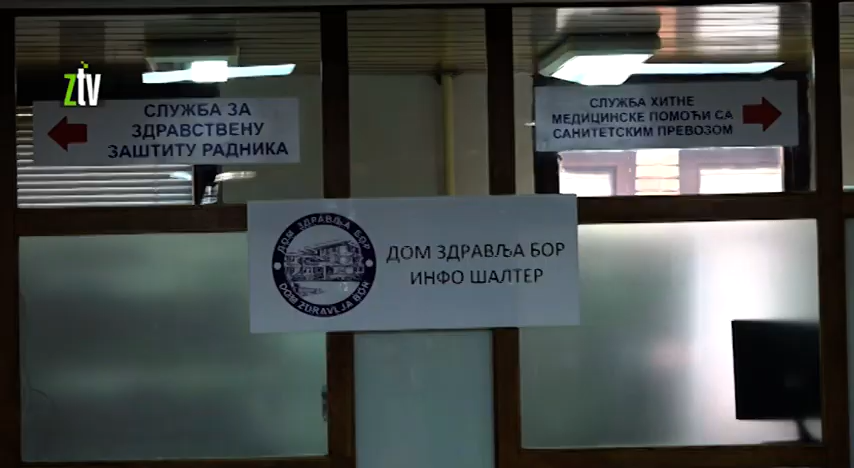 ztv
СЛУЖБА ЗА
ЗДРАВСТВЕНУ
ЗАШТИТУ РАДНИКА
СЛУЖБА ХИТНЕ
МЕДИЦИНСКЕ ПОМОЋИ СА
САНИТЕТСКИМ ПРЕВОЗОМ
ДОМ ЗДРАВЉА БОР
DOM ZDRAVLJA BOR
ДОМ ЗДРАВЉА БОР
ИНФО ШАЛТЕР